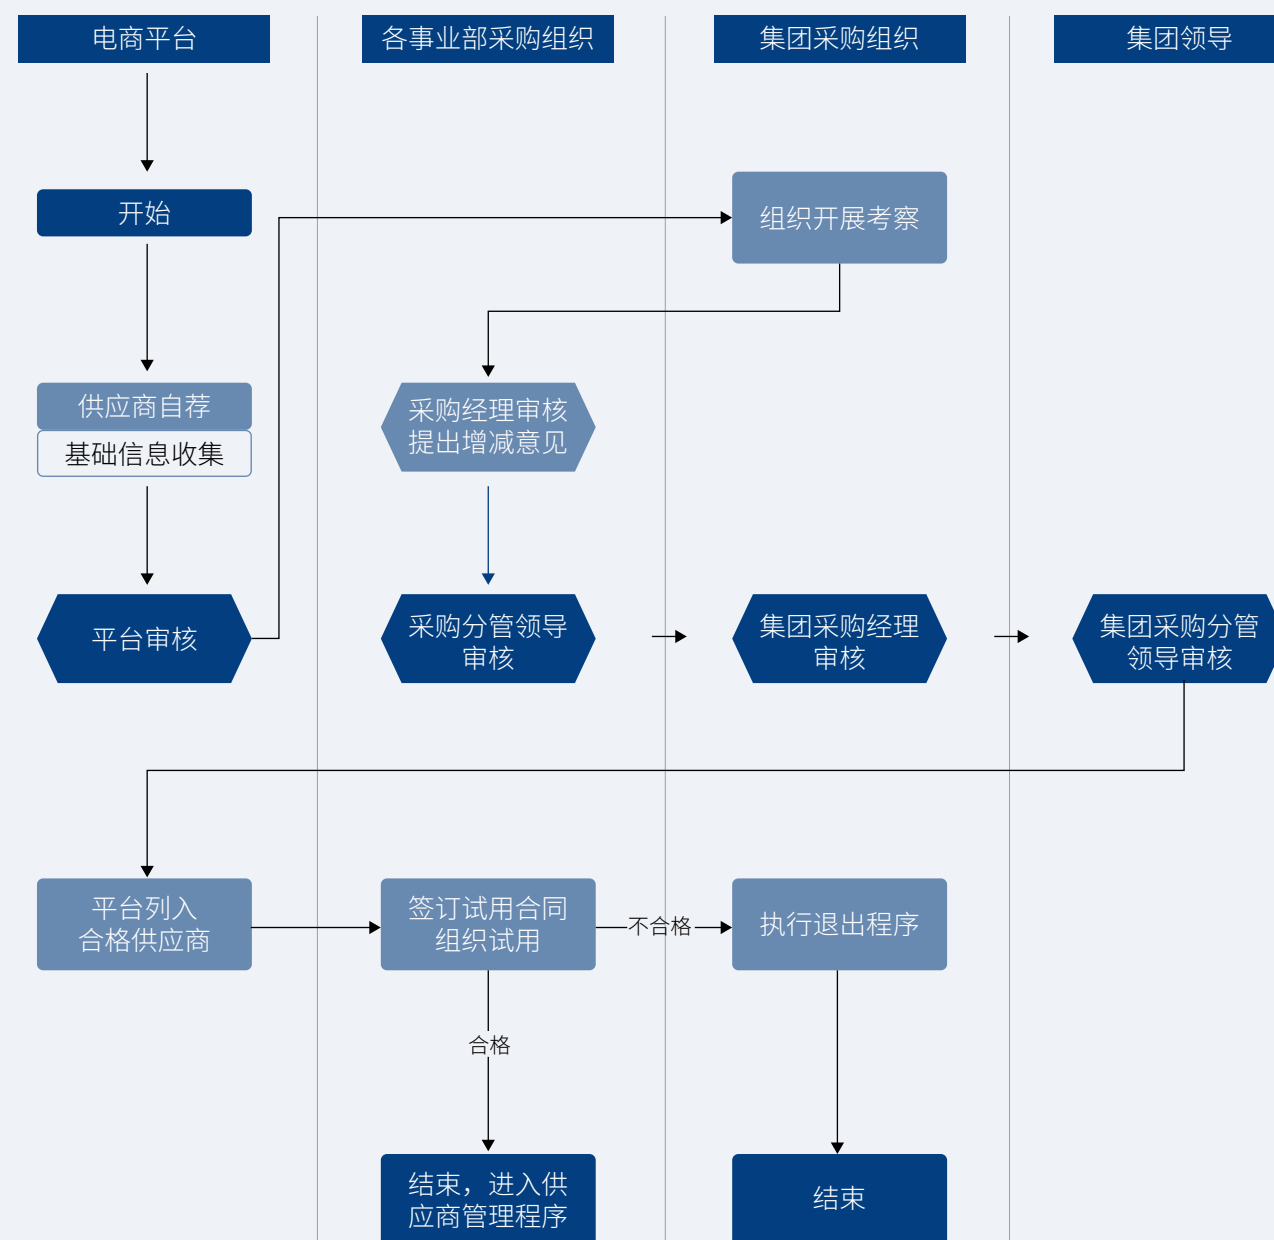 电商平台
各事业部采购组织
集团采购组织
集团领导
开始
组织开展考察
供应商自荐
基础信息收集
采购经理审核
提出增减意见
平台审核
采购分管领导
审核
集团采购经理
审核
集团采购分管
领导审核
平台列入
合格供应商
签订试用合同
组织试用
不合格
执行退出程序
合格
结束，进入供
应商管理程序
结束